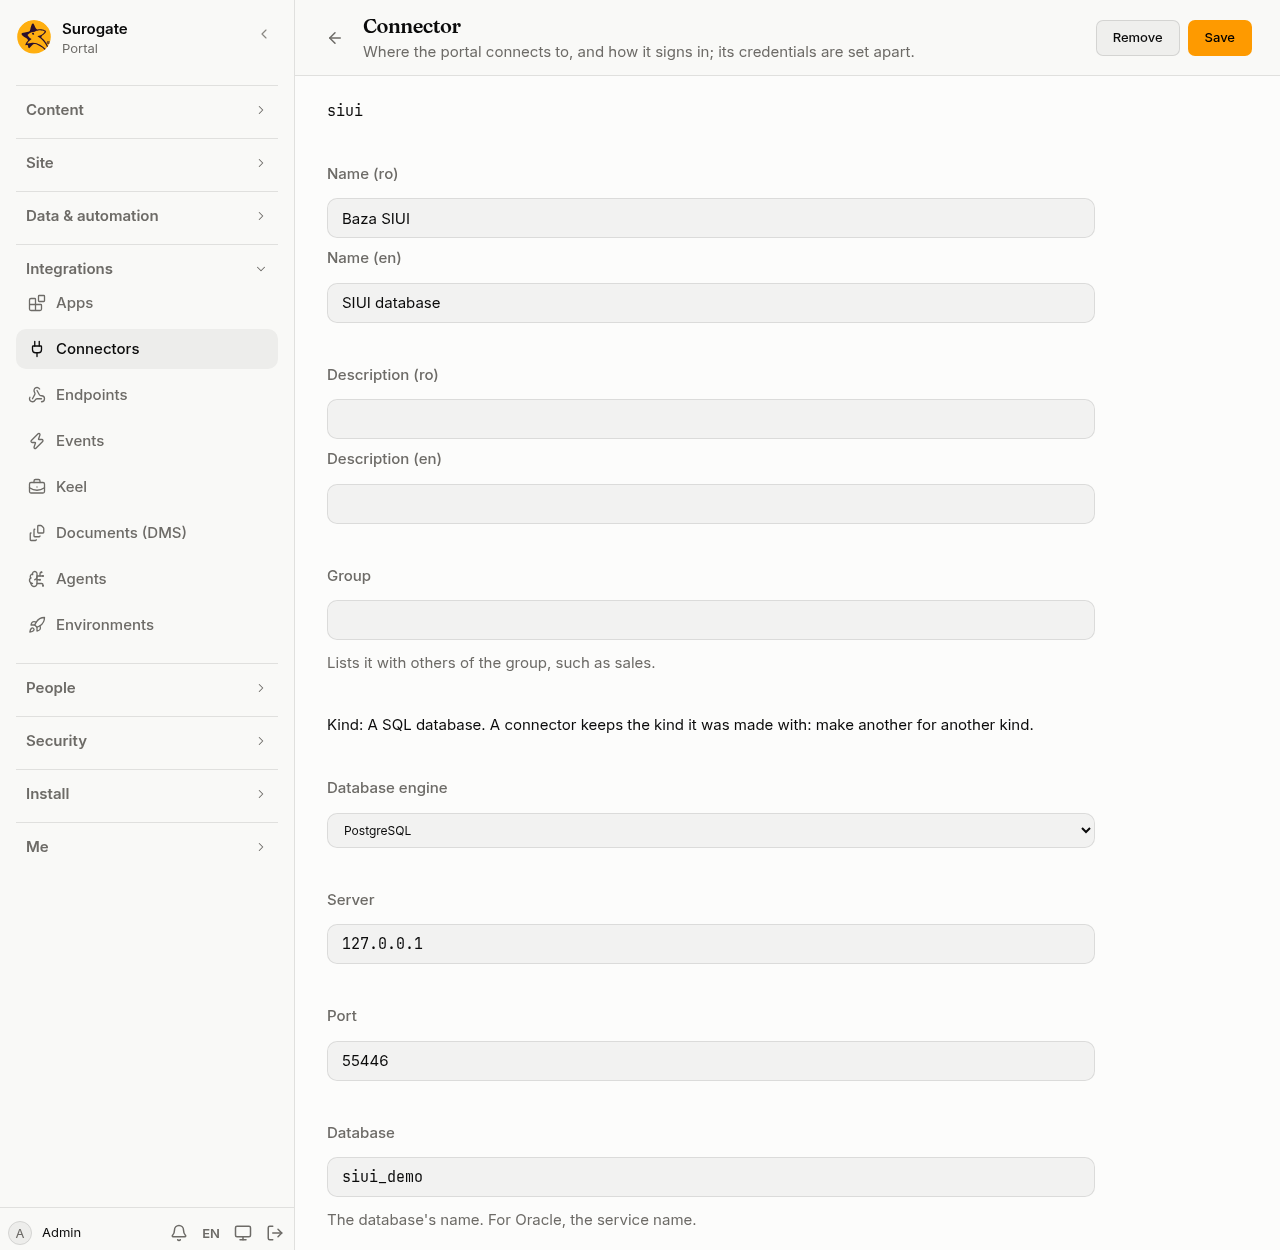 Surogate
Portal
Content
Site
Data & automation
Integrations
Apps
Connectors
Endpoints
Events
Keel
Documents (DMS)
Agents
Environments
People
Security
Install
Me
A
Admin
EN
Connector
Where the portal connects to, and how it signs in; its credentials are set apart.
Remove
Save
siui
Name (ro)
Baza SIUI
Name (en)
SIUI database
Description (ro)
Description (en)
Group
Lists it with others of the group, such as sales.
Kind: A SQL database. A connector keeps the kind it was made with: make another for another kind.
Database engine
PostgreSQL
Server
127.0.0.1
Port
55446
Database
siui_demo
The database's name. For Oracle, the service name.